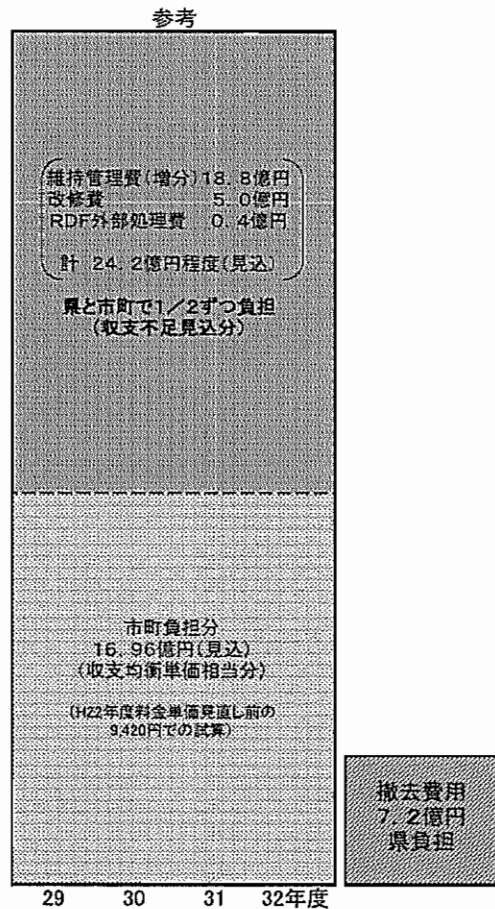 参考
維持管理費(増分)18.8億円
改修費 5.0億円
RDF外部処理費 0.4億円
計 24.2億円程度(見込)
県と市町で1/2ずつ負担
(収支不足見込分)
市町負担分
16.96億円(見込)
(収支均衡単価相当分)
(H22年度料金単価見直し前の
9,420円での試算)
撤去費用
7.2億円
県負担
29 30 31 32年度